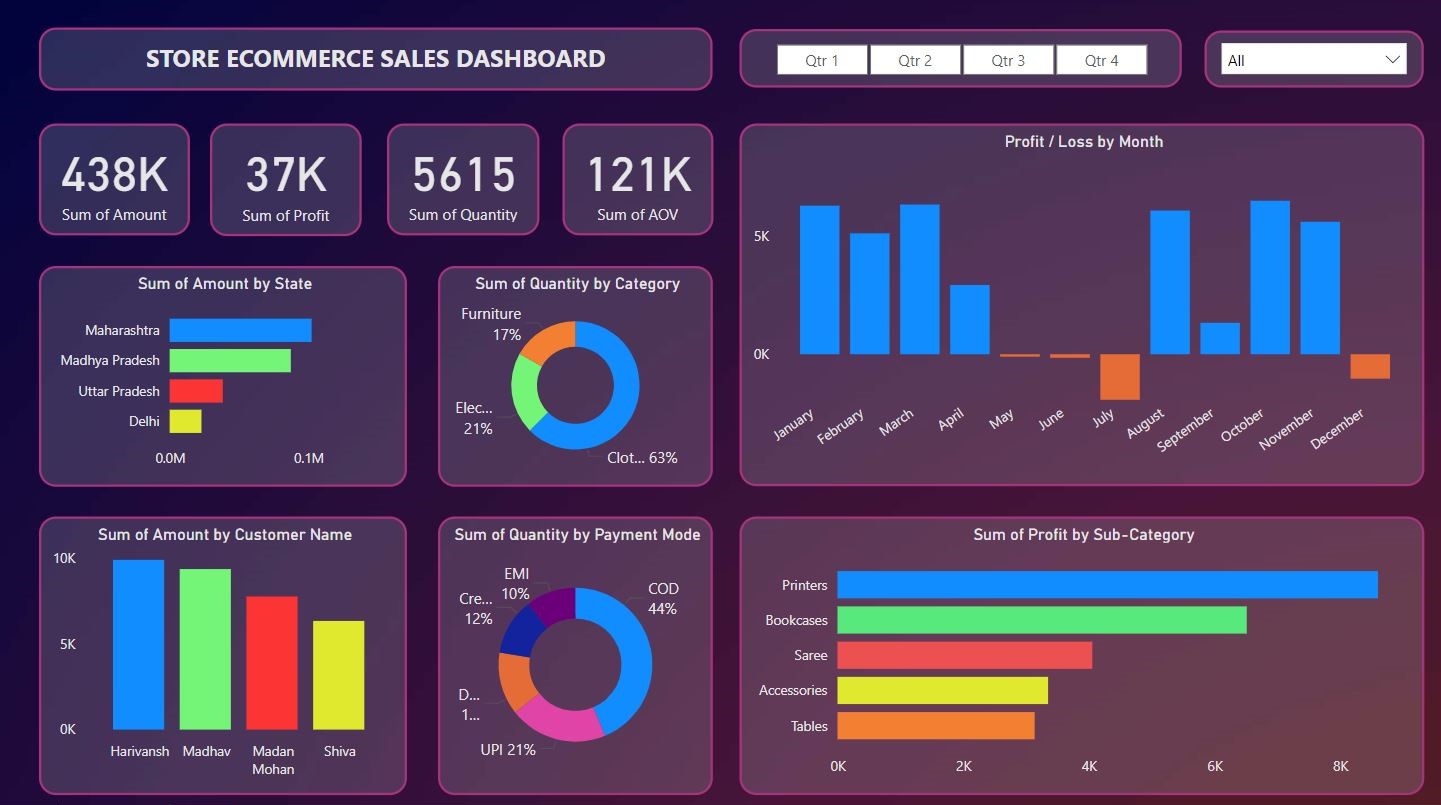 STORE ECOMMERCE SALES DASHBOARD
Qtr 1
Qtr 2
Qtr 3
Qtr 4
All
438K
Sum of Amount
37K
Sum of Profit
5615
Sum of Quantity
121K
Sum of AOV
Profit / Loss by Month
5K
0K
January
February
March
April
May
June
July
August
September
October
November
December
Sum of Amount by State
Maharashtra
Madhya Pradesh
Uttar Pradesh
Delhi
0.0M
0.1M
Sum of Quantity by Category
Furniture
17%
Elec...
21%
Clot... 63%
Sum of Amount by Customer Name
10K
5K
0K
Harivansh
Madhav
Madan
Mohan
Shiva
Sum of Quantity by Payment Mode
EMI
10%
COD
44%
Cre...
12%
D...
1...
UPI 21%
Sum of Profit by Sub-Category
Printers
Bookcases
Saree
Accessories
Tables
0K
2K
4K
6K
8K